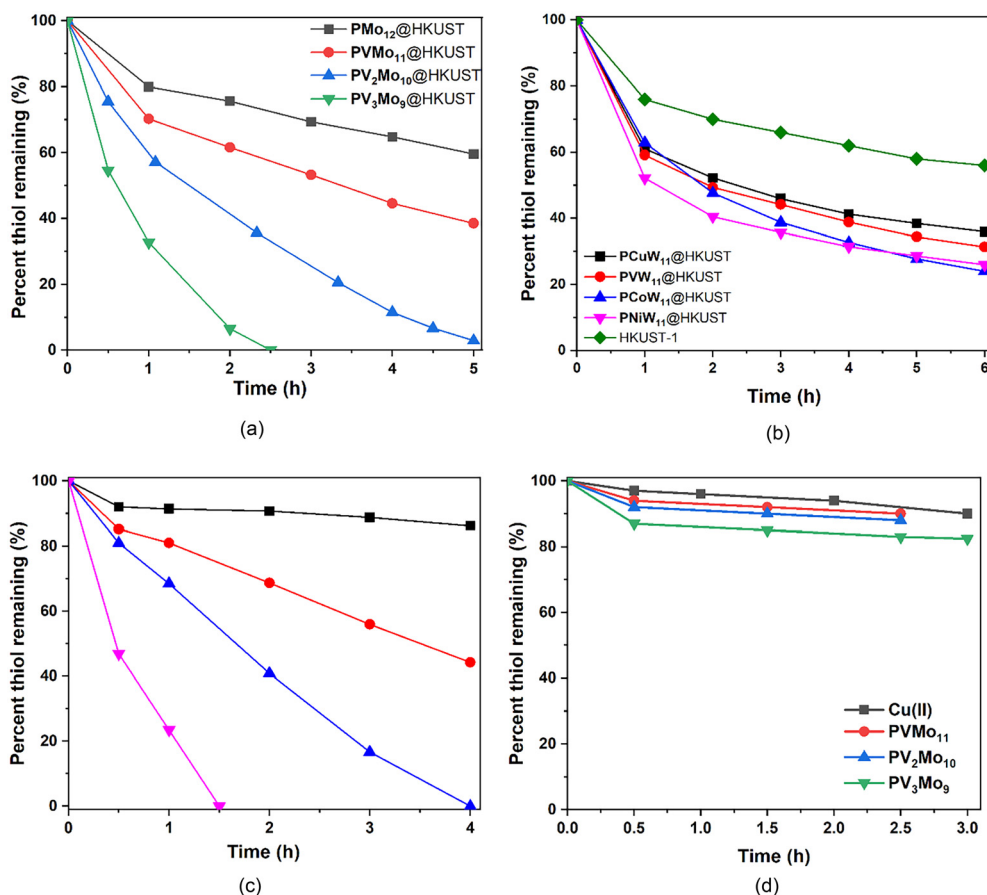 100
80
60
40
20
0
Percent thiol remaining (%)
PMo₁₂@HKUST
PVMo₁₁@HKUST
PV₂Mo₁₀@HKUST
PV₃Mo₉@HKUST
0 1 2 3 4 5
Time (h)
(a)
100
80
60
40
20
0
Percent thiol remaining (%)
PCuW₁₁@HKUST
PVW₁₁@HKUST
PCoW₁₁@HKUST
PNiW₁₁@HKUST
HKUST-1
0 1 2 3 4 5 6
Time (h)
(b)
100
80
60
40
20
0
Percent thiol remaining (%)
0 1 2 3 4
Time (h)
(c)
100
80
60
40
20
0
Percent thiol remaining (%)
Cu(II)
PVMo₁₁
PV₂Mo₁₀
PV₃Mo₉
0.0 0.5 1.0 1.5 2.0 2.5 3.0
Time (h)
(d)